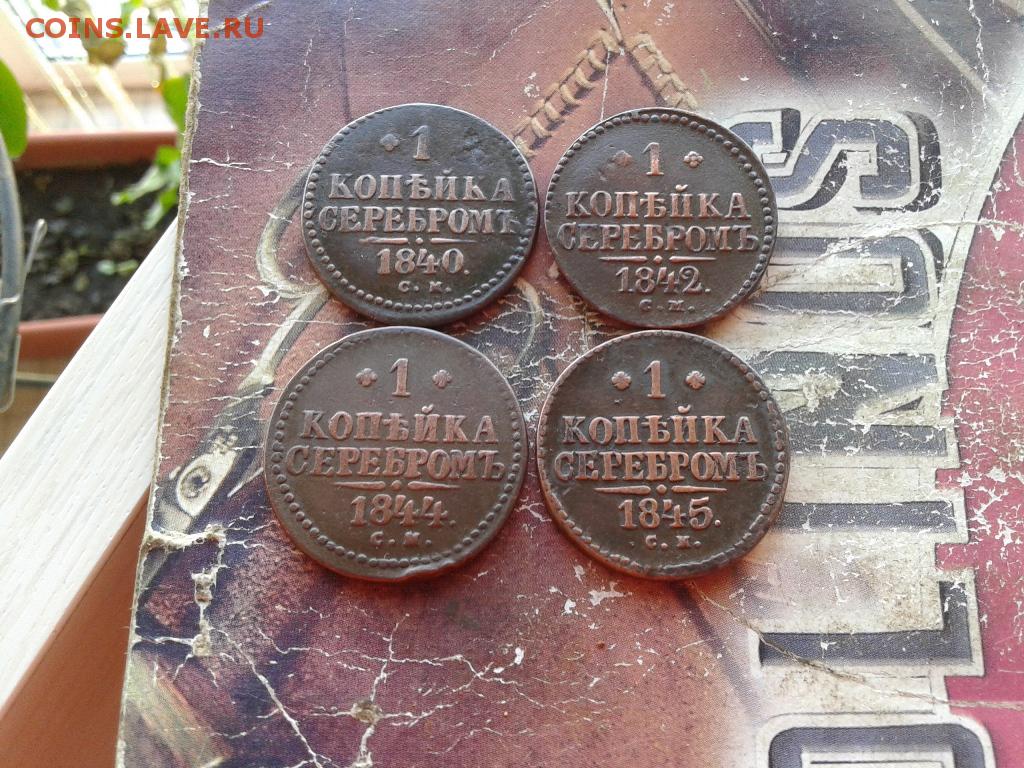 COINS.LAVE.RU
1
КОПѢЙКА
СЕРЕБРОМЪ
1840.
С.М.
1
КОПѢЙКА
СЕРЕБРОМЪ
1842.
С.М.
1
КОПѢЙКА
СЕРЕБРОМЪ
1844.
С.М.
1
КОПѢЙКА
СЕРЕБРОМЪ
1845.
С.М.